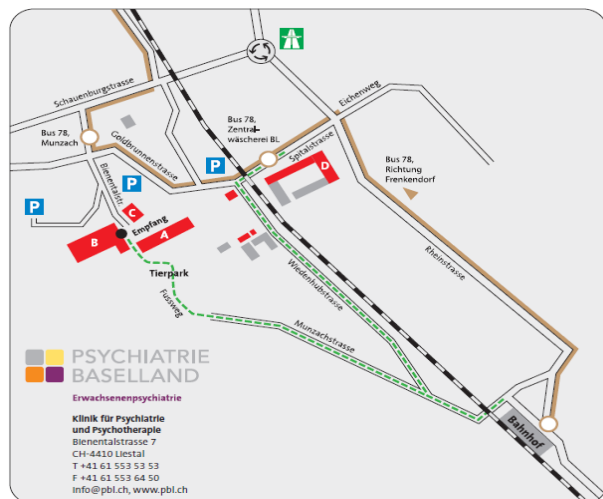 Schauenburgstrasse
Eichenweg
Bus 78,
Munzach
Goldbrunnenstrasse
Bus 78,
Zentral-
wäscherei BL
Spitalstrasse
P
P
P
Bienentalstr.
D
Bus 78,
Richtung
Frenkendorf
C
Empfang
B
A
Tierpark
Fussweg
Wiedenhubstrasse
Rheinstrasse
Munzachstrasse
Bahnhof
PSYCHIATRIE
BASELLAND
Erwachsenenpsychiatrie
Klinik für Psychiatrie
und Psychotherapie
Bienentalstrasse 7
CH-4410 Liestal
T +41 61 553 53 53
F +41 61 553 64 50
info@pbl.ch, www.pbl.ch